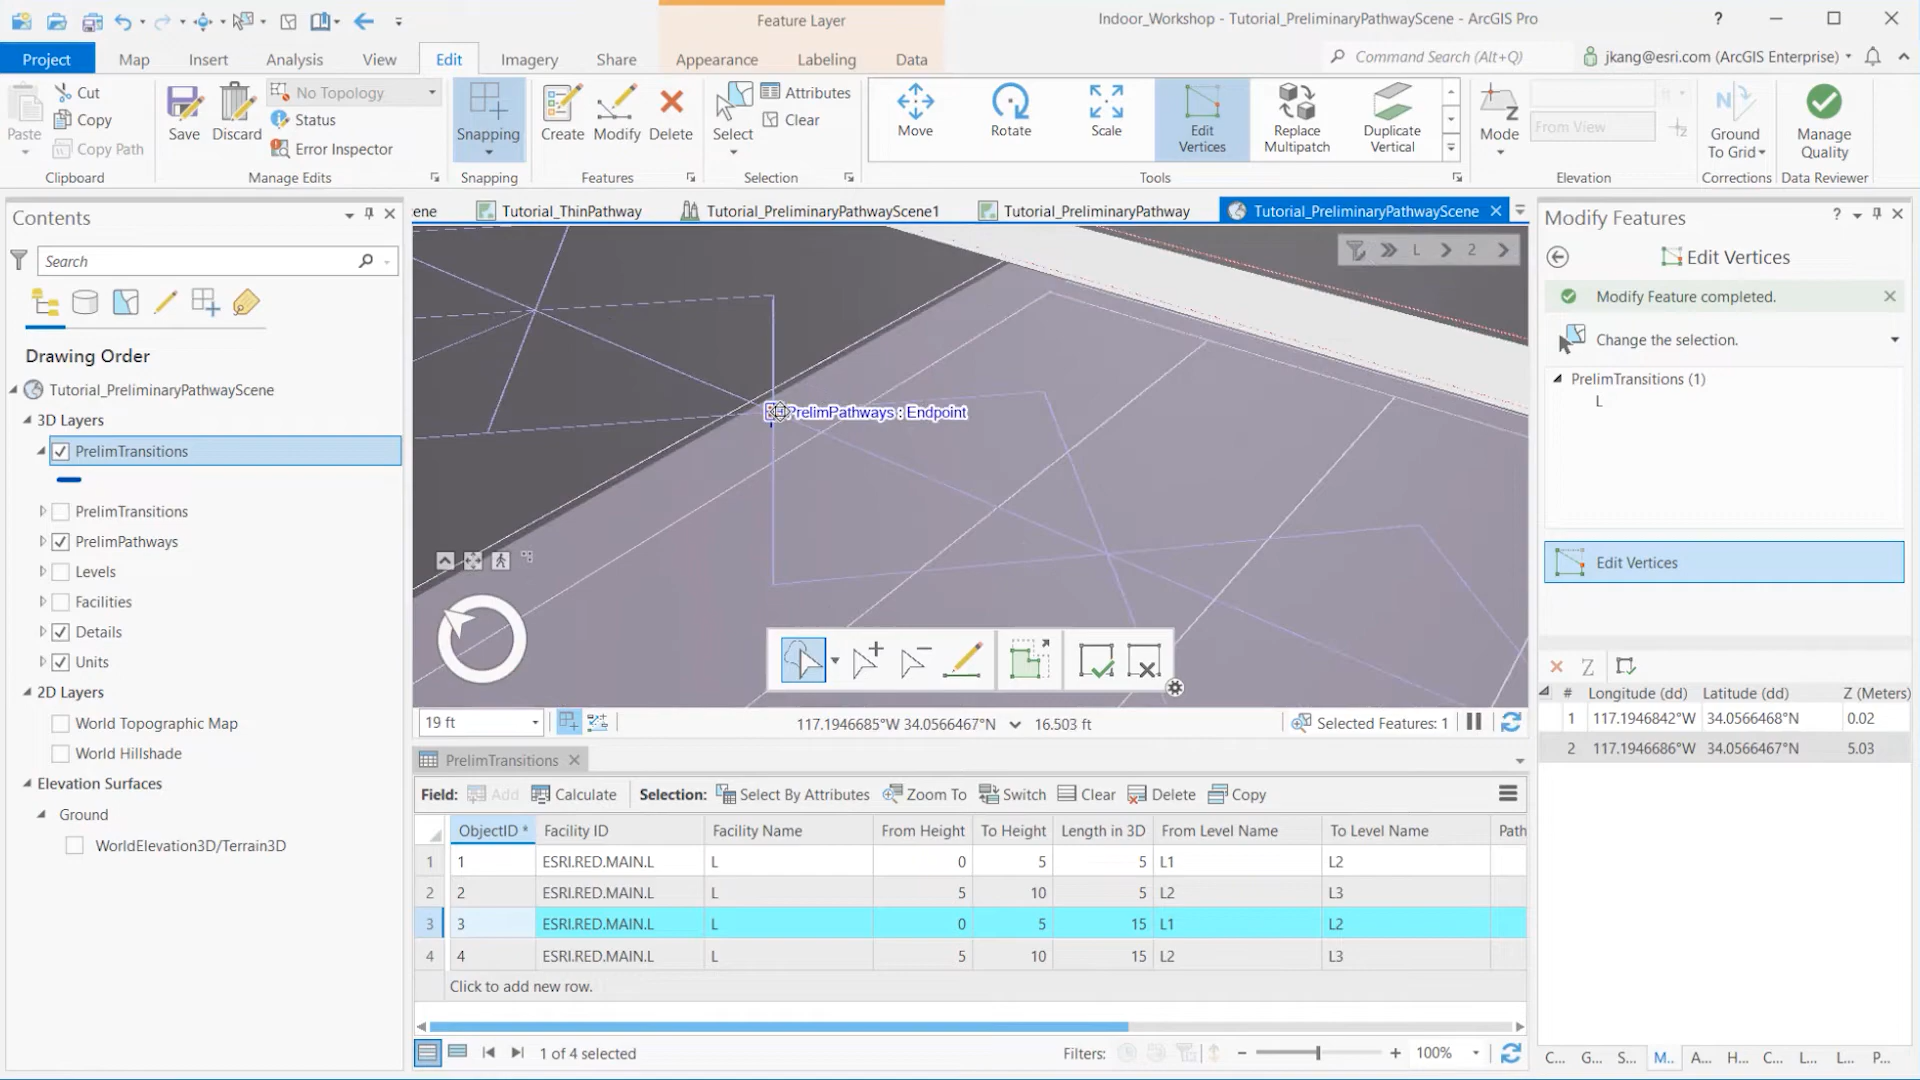 Feature Layer
Indoor_Workshop - Tutorial_PreliminaryPathwayScene - ArcGIS Pro
?
Project
Map
Insert
Analysis
View
Edit
Imagery
Share
Appearance
Labeling
Data
Command Search (Alt+Q)
jkang@esri.com (ArcGIS Enterprise)
Paste
Cut
Copy
Copy Path
Clipboard
Save
Discard
No Topology
Status
Error Inspector
Manage Edits
Snapping
Snapping
Create
Modify
Delete
Features
Select
Attributes
Clear
Selection
Move
Rotate
Scale
Edit Vertices
Replace Multipatch
Duplicate Vertical
Tools
Mode
From View
Elevation
Ground To Grid
Corrections
Manage Quality
Data Reviewer
Contents
Search
Drawing Order
Tutorial_PreliminaryPathwayScene
3D Layers
PrelimTransitions
PrelimTransitions
PrelimPathways
Levels
Facilities
Details
Units
2D Layers
World Topographic Map
World Hillshade
Elevation Surfaces
Ground
WorldElevation3D/Terrain3D
ene
Tutorial_ThinPathway
Tutorial_PreliminaryPathwayScene1
Tutorial_PreliminaryPathway
Tutorial_PreliminaryPathwayScene
L
2
PrelimPathways : Endpoint
19 ft
117.1946685°W 34.0566467°N
16.503 ft
Selected Features: 1
PrelimTransitions
Field:
Add
Calculate
Selection:
Select By Attributes
Zoom To
Switch
Clear
Delete
Copy
ObjectID * Facility ID Facility Name From Height To Height Length in 3D From Level Name To Level Name Path
1 1 ESRI.RED.MAIN.L L 0 5 5 L1 L2
2 2 ESRI.RED.MAIN.L L 5 10 5 L2 L3
3 3 ESRI.RED.MAIN.L L 0 5 15 L1 L2
4 4 ESRI.RED.MAIN.L L 5 10 15 L2 L3
Click to add new row.
1 of 4 selected
Filters:
100%
Modify Features
?
Edit Vertices
Modify Feature completed.
Change the selection.
PrelimTransitions (1)
L
Edit Vertices
# Longitude (dd) Latitude (dd) Z (Meters)
1 117.1946842°W 34.0566468°N 0.02
2 117.1946686°W 34.0566467°N 5.03
C... G... S... M.. A... H... C... L... L... P...